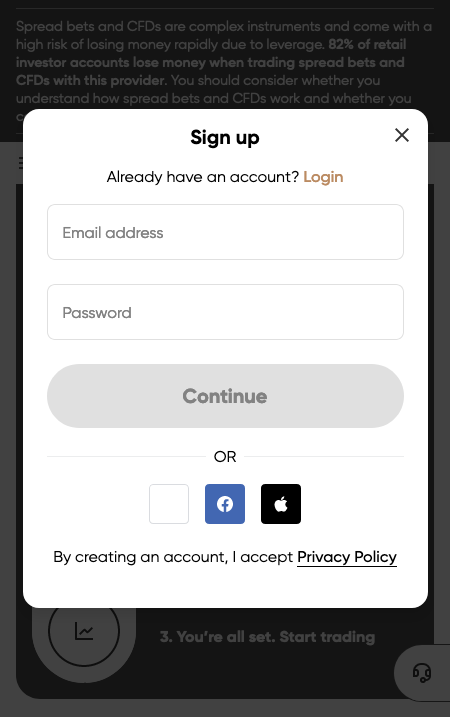 Spread bets and CFDs are complex instruments and come with a
high risk of losing money rapidly due to leverage. 82% of retail
investor accounts lose money when trading spread bets and
CFDs with this provider. You should consider whether you
understand how spread bets and CFDs work and whether you
Sign up
Already have an account? Login
Email address
Password
Continue
OR
By creating an account, I accept Privacy Policy
3. You’re all set. Start trading